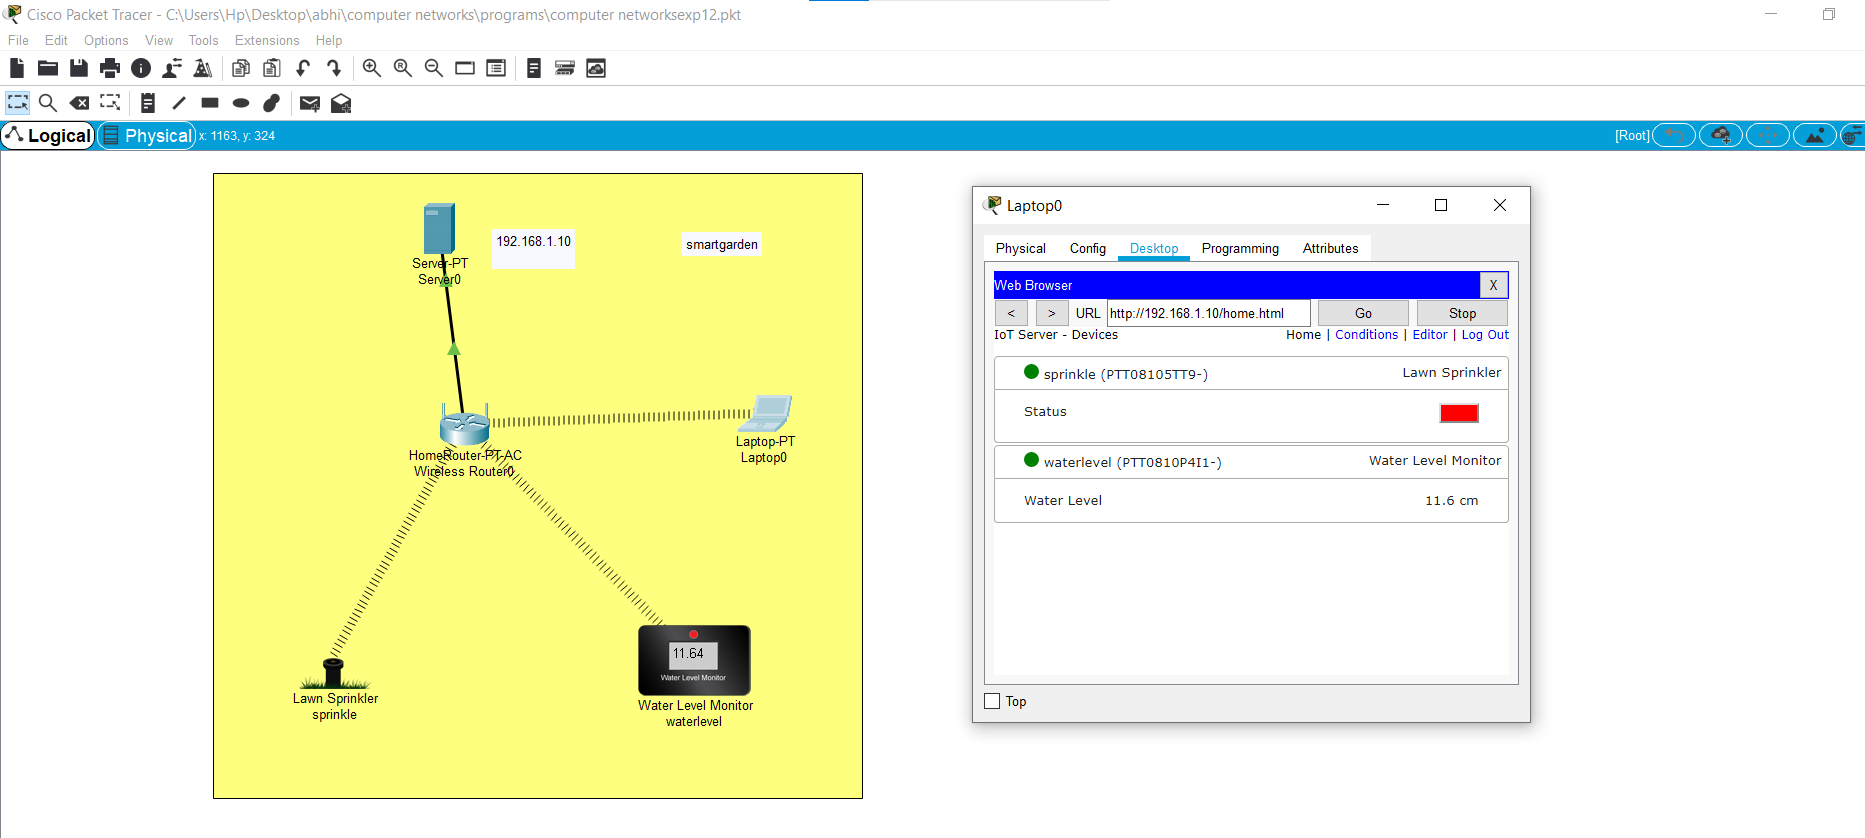 Cisco Packet Tracer - C:\Users\Hp\Desktop\abhi\computer networks\programs\computer networksexp12.pkt
File Edit Options View Tools Extensions Help
Logical Physical x: 1163, y: 324 [Root]
192.168.1.10
smartgarden
Server-PT
Server0
HomeRouter-PT-AC
Wireless Router0
Laptop-PT
Laptop0
Lawn Sprinkler
sprinkle
11.64
Water Level Monitor
Water Level Monitor
waterlevel
Laptop0
Physical Config Desktop Programming Attributes
Web Browser X
< > URL http://192.168.1.10/home.html Go Stop
IoT Server - Devices Home | Conditions | Editor | Log Out
sprinkle (PTT08105TT9-) Lawn Sprinkler
Status
waterlevel (PTT0810P4I1-) Water Level Monitor
Water Level 11.6 cm
Top